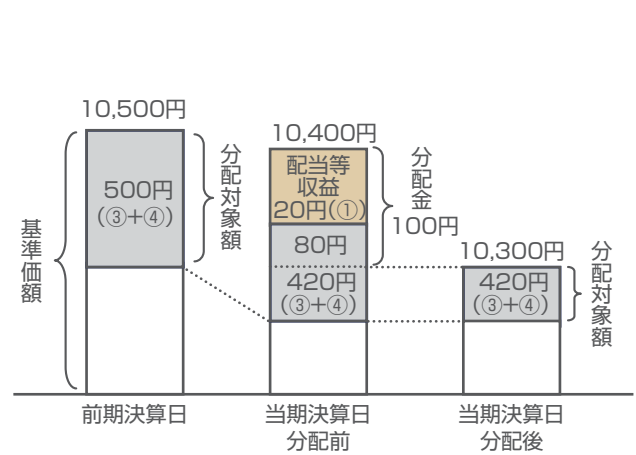 10,500円
500円
(③+④)
分配対象額
基準価額
前期決算日
10,400円
配当等
収益
20円(①)
80円
420円
(③+④)
分配金
100円
当期決算日
分配前
10,300円
420円
(③+④)
分配対象額
当期決算日
分配後